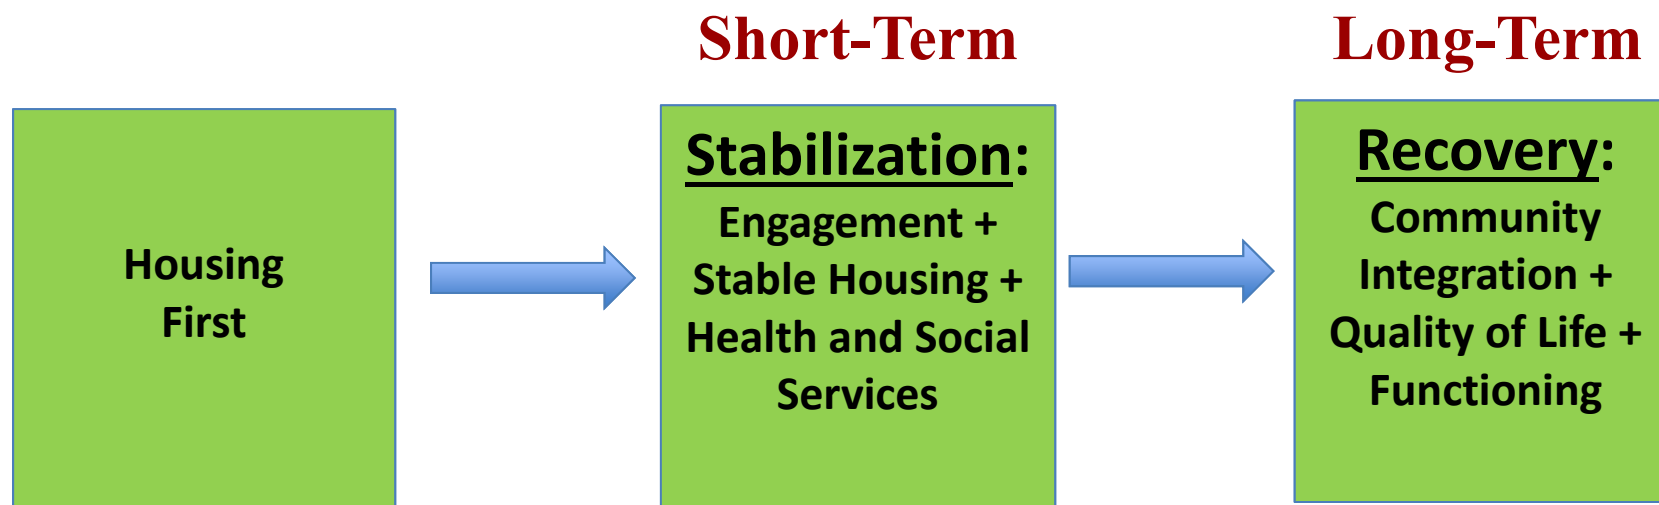 Short-Term
Long-Term
Housing
First
Stabilization:
Engagement +
Stable Housing +
Health and Social
Services
Recovery:
Community
Integration +
Quality of Life +
Functioning